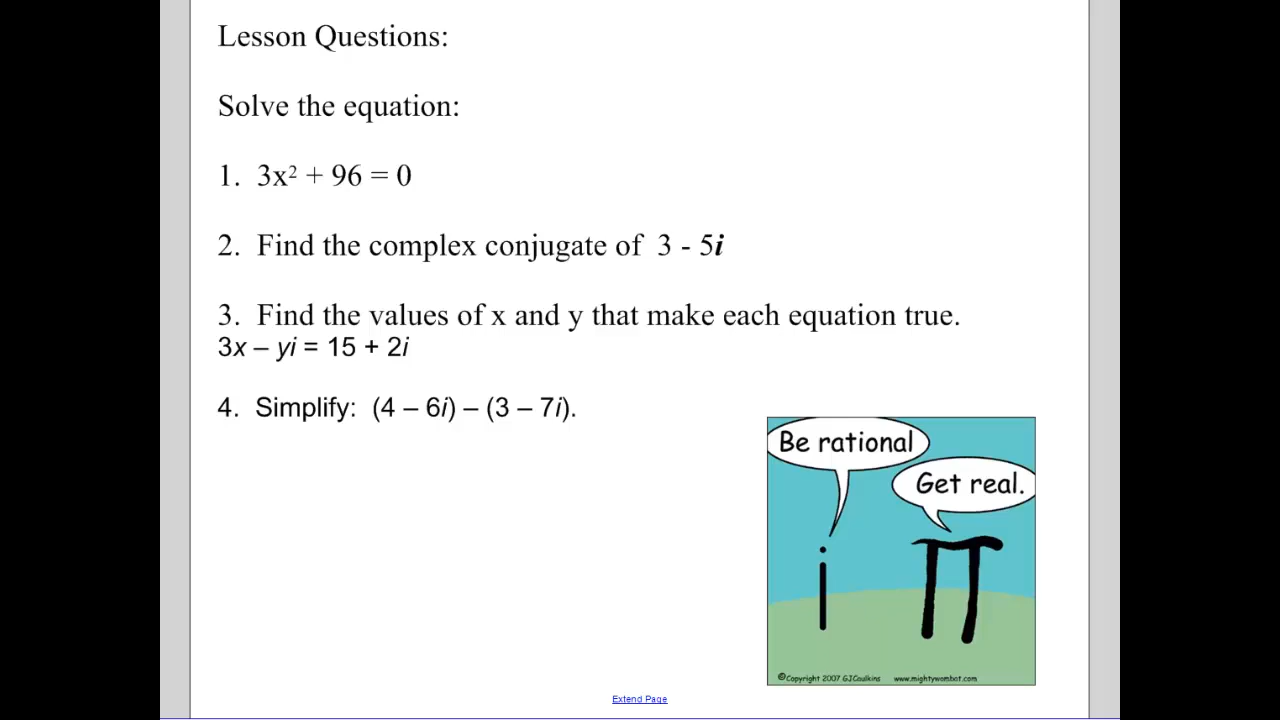 Lesson Questions:
Solve the equation:
1.  3x² + 96 = 0
2.  Find the complex conjugate of  3 - 5i
3.  Find the values of x and y that make each equation true.
3x – yi = 15 + 2i
4.  Simplify:  (4 – 6i) – (3 – 7i).
Be rational
Get real.
i π
©Copyright 2007 GJCaulkins www.mightywombat.com
Extend Page